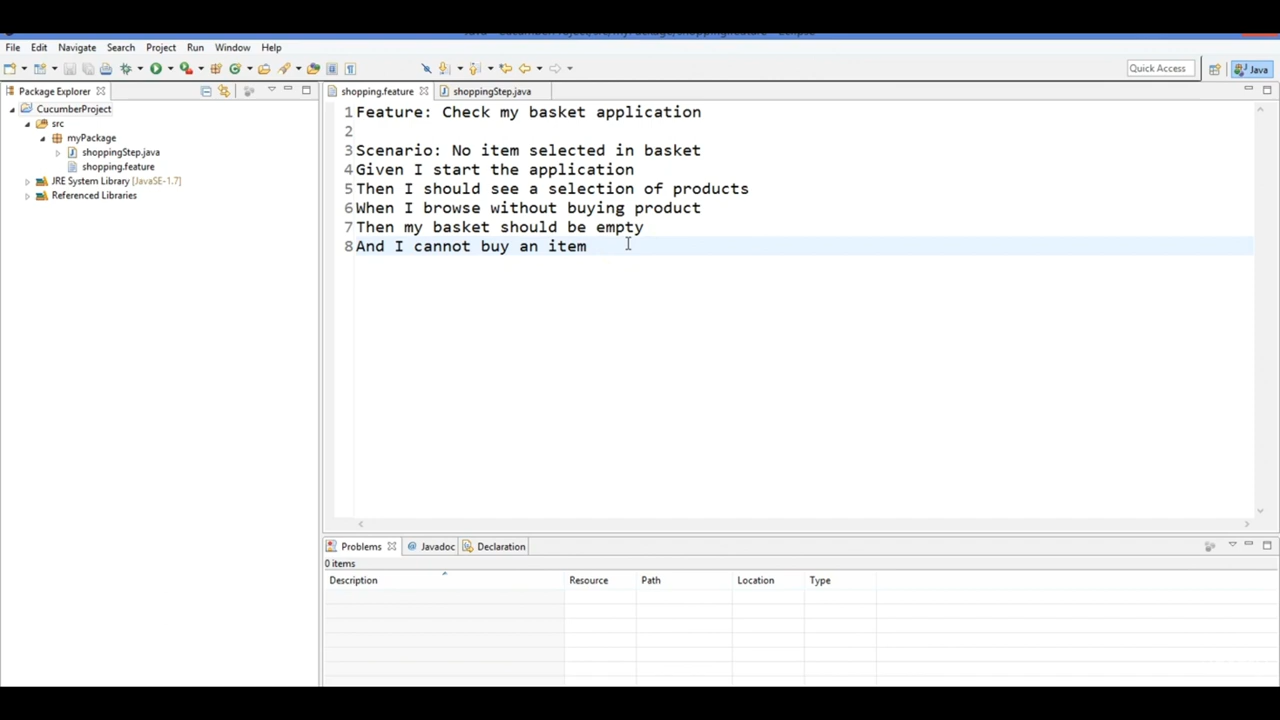 File Edit Navigate Search Project Run Window Help
Quick Access
Java
Package Explorer
CucumberProject
src
myPackage
shoppingStep.java
shopping.feature
JRE System Library [JavaSE-1.7]
Referenced Libraries
shopping.feature
shoppingStep.java
1 Feature: Check my basket application
2
3 Scenario: No item selected in basket
4 Given I start the application
5 Then I should see a selection of products
6 When I browse without buying product
7 Then my basket should be empty
8 And I cannot buy an item
Problems Javadoc Declaration
0 items
Description Resource Path Location Type